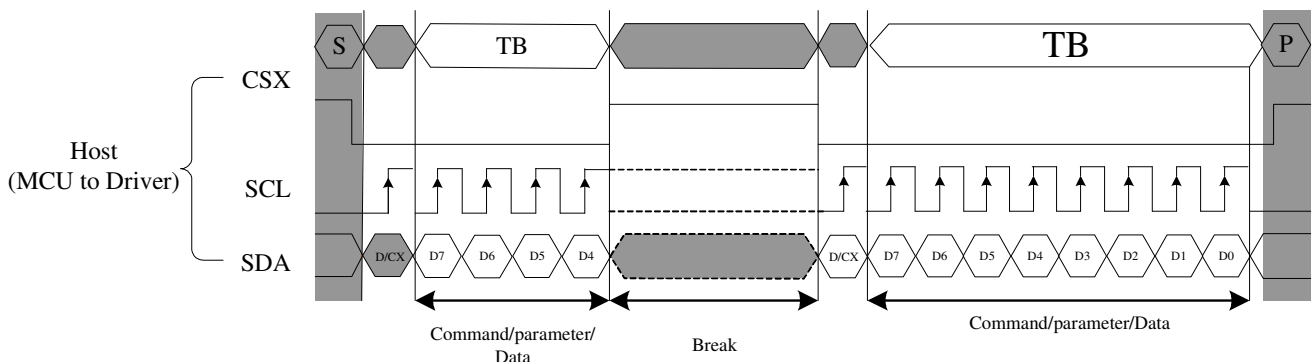 S
TB
TB
P
CSX
Host
(MCU to Driver)
SCL
SDA
D/CX
D7
D6
D5
D4
D/CX
D7
D6
D5
D4
D3
D2
D1
D0
Command/parameter/
Data
Break
Command/parameter/Data